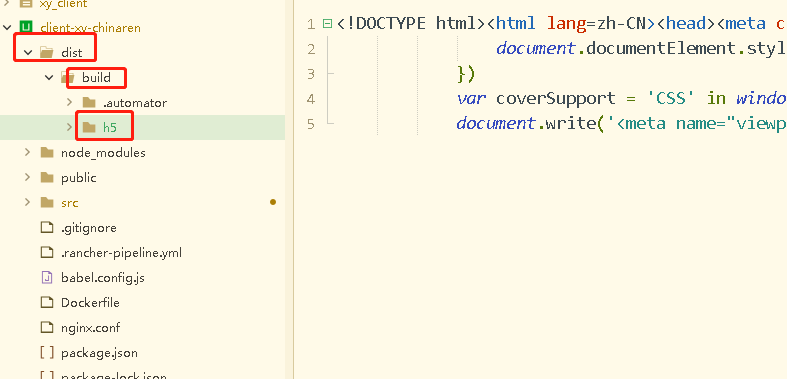 xy_client
client-xy-chinaren
dist
build
.automator
h5
node_modules
public
src
.gitignore
.rancher-pipeline.yml
babel.config.js
Dockerfile
nginx.conf
package.json
package-lock.json
1 <!DOCTYPE html><html lang=zh-CN><head><meta c
2 document.documentElement.styl
3 })
4 var coverSupport = 'CSS' in windo
5 document.write('<meta name="viewp